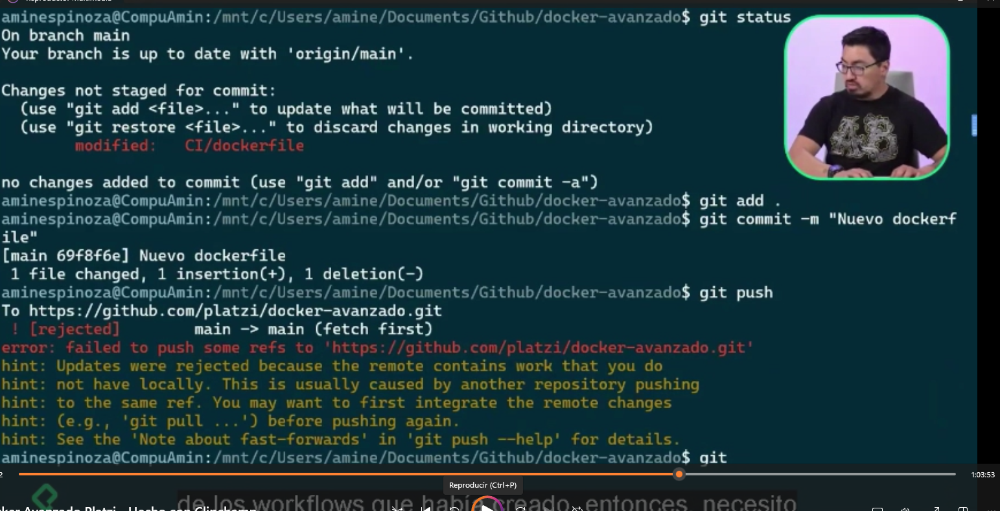 aminespinoza@CompuAmin:/mnt/c/Users/amine/Documents/Github/docker-avanzado$ git status
On branch main
Your branch is up to date with 'origin/main'.
Changes not staged for commit:
  (use "git add <file>..." to update what will be committed)
  (use "git restore <file>..." to discard changes in working directory)
        modified:   CI/dockerfile
no changes added to commit (use "git add" and/or "git commit -a")
aminespinoza@CompuAmin:/mnt/c/Users/amine/Documents/Github/docker-avanzado$ git add .
aminespinoza@CompuAmin:/mnt/c/Users/amine/Documents/Github/docker-avanzado$ git commit -m "Nuevo dockerf
ile"
[main 69f8f6e] Nuevo dockerfile
 1 file changed, 1 insertion(+), 1 deletion(-)
aminespinoza@CompuAmin:/mnt/c/Users/amine/Documents/Github/docker-avanzado$ git push
To https://github.com/platzi/docker-avanzado.git
 ! [rejected]        main -> main (fetch first)
error: failed to push some refs to 'https://github.com/platzi/docker-avanzado.git'
hint: Updates were rejected because the remote contains work that you do
hint: not have locally. This is usually caused by another repository pushing
hint: to the same ref. You may want to first integrate the remote changes
hint: (e.g., 'git pull ...') before pushing again.
hint: See the 'Note about fast-forwards' in 'git push --help' for details.
aminespinoza@CompuAmin:/mnt/c/Users/amine/Documents/Github/docker-avanzado$ git
1:03:53
Reproducir (Ctrl+P)
de los workflows que había creado, entonces, necesito